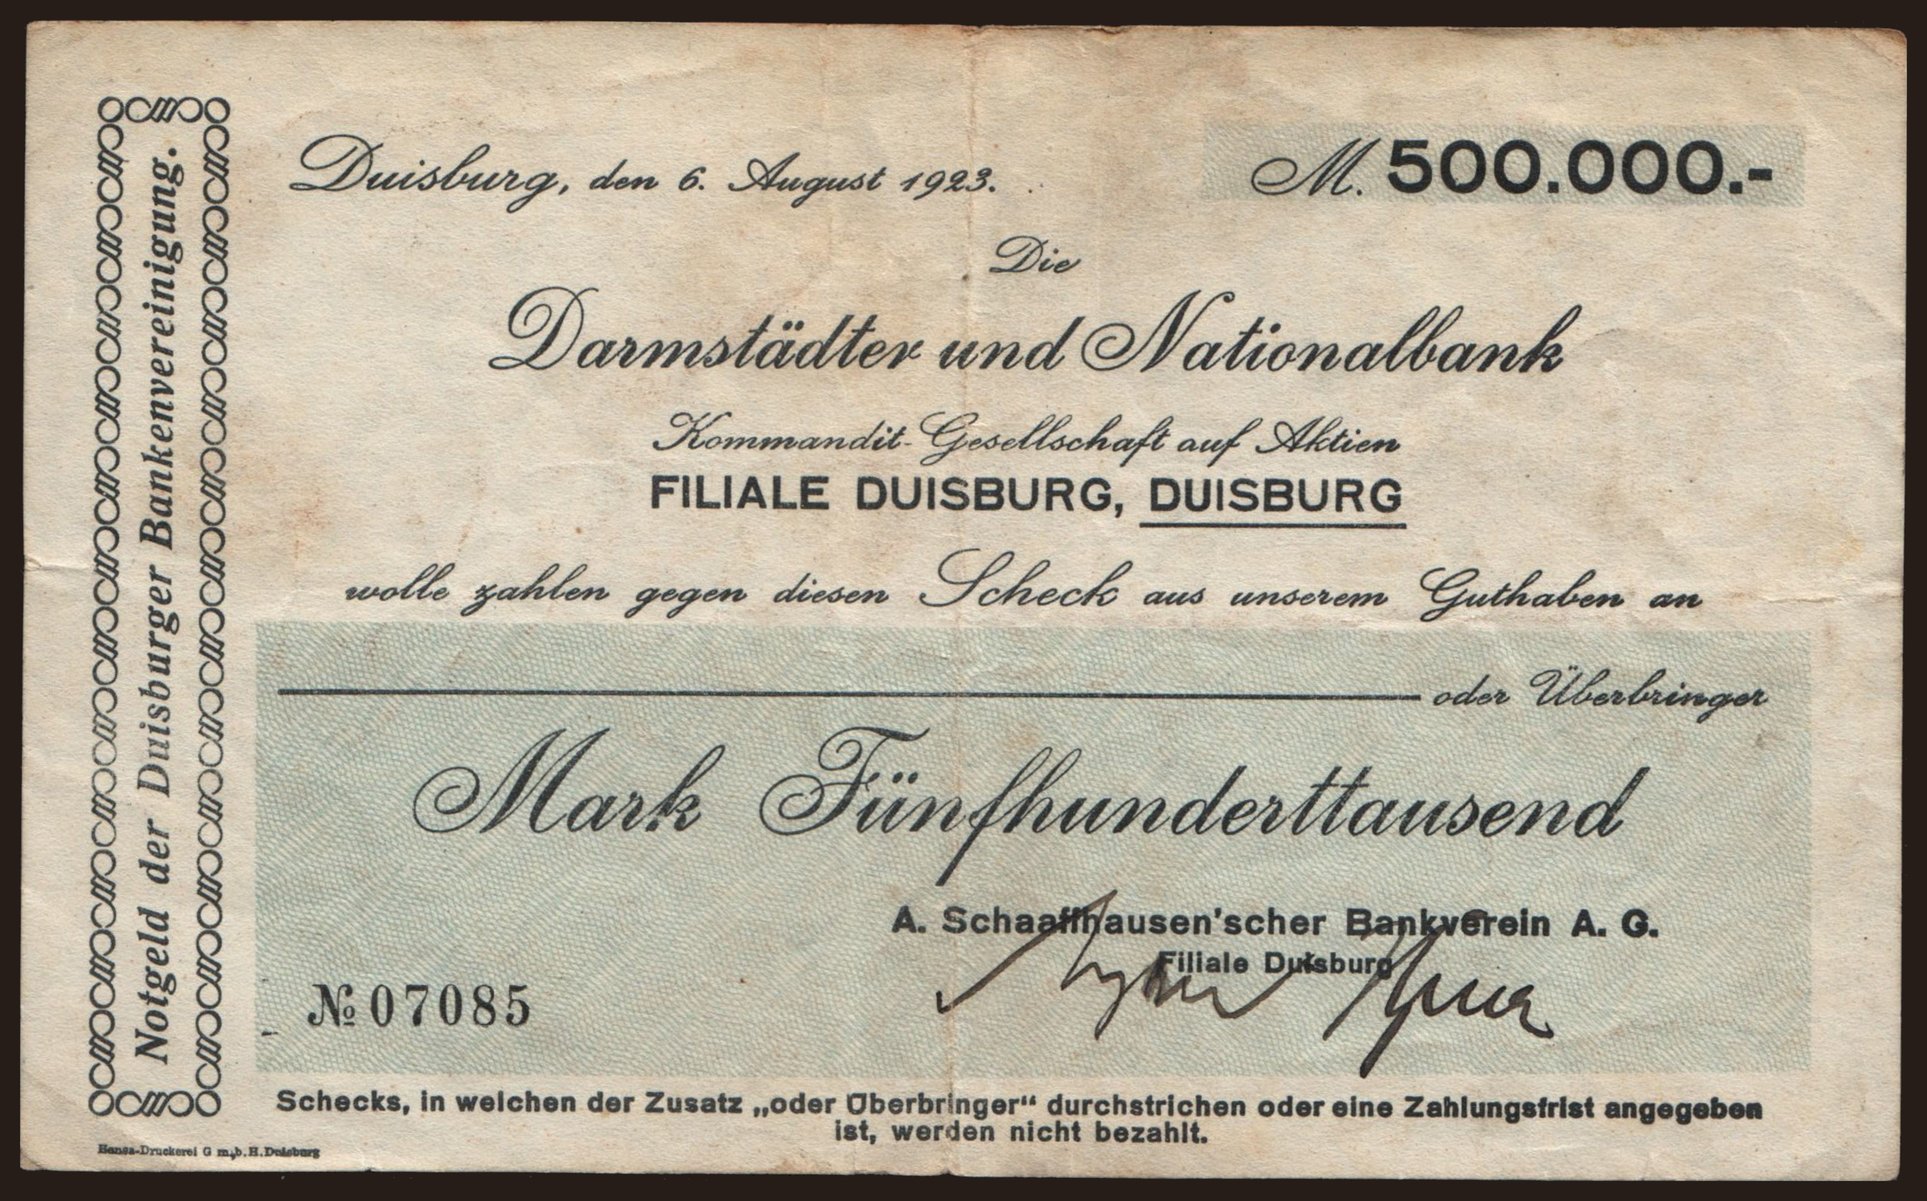 Notgeld der Duisburger Bankenvereinigung.
Duisburg, den 6. August 1923.
M. 500.000.-
Die
Darmstädter und Nationalbank
Kommandit-Gesellschaft auf Aktien
FILIALE DUISBURG, DUISBURG
wolle zahlen gegen diesen Scheck aus unserem Guthaben an
oder Überbringer
Mark Fünfhunderttausend
A. Schaaffhausen'scher Bankverein A. G.
Filiale Duisburg
№ 07085
Schecks, in welchen der Zusatz „oder Überbringer“ durchstrichen oder eine Zahlungsfrist angegeben
ist, werden nicht bezahlt.
Hansa-Druckerei G m.b.H. Duisburg